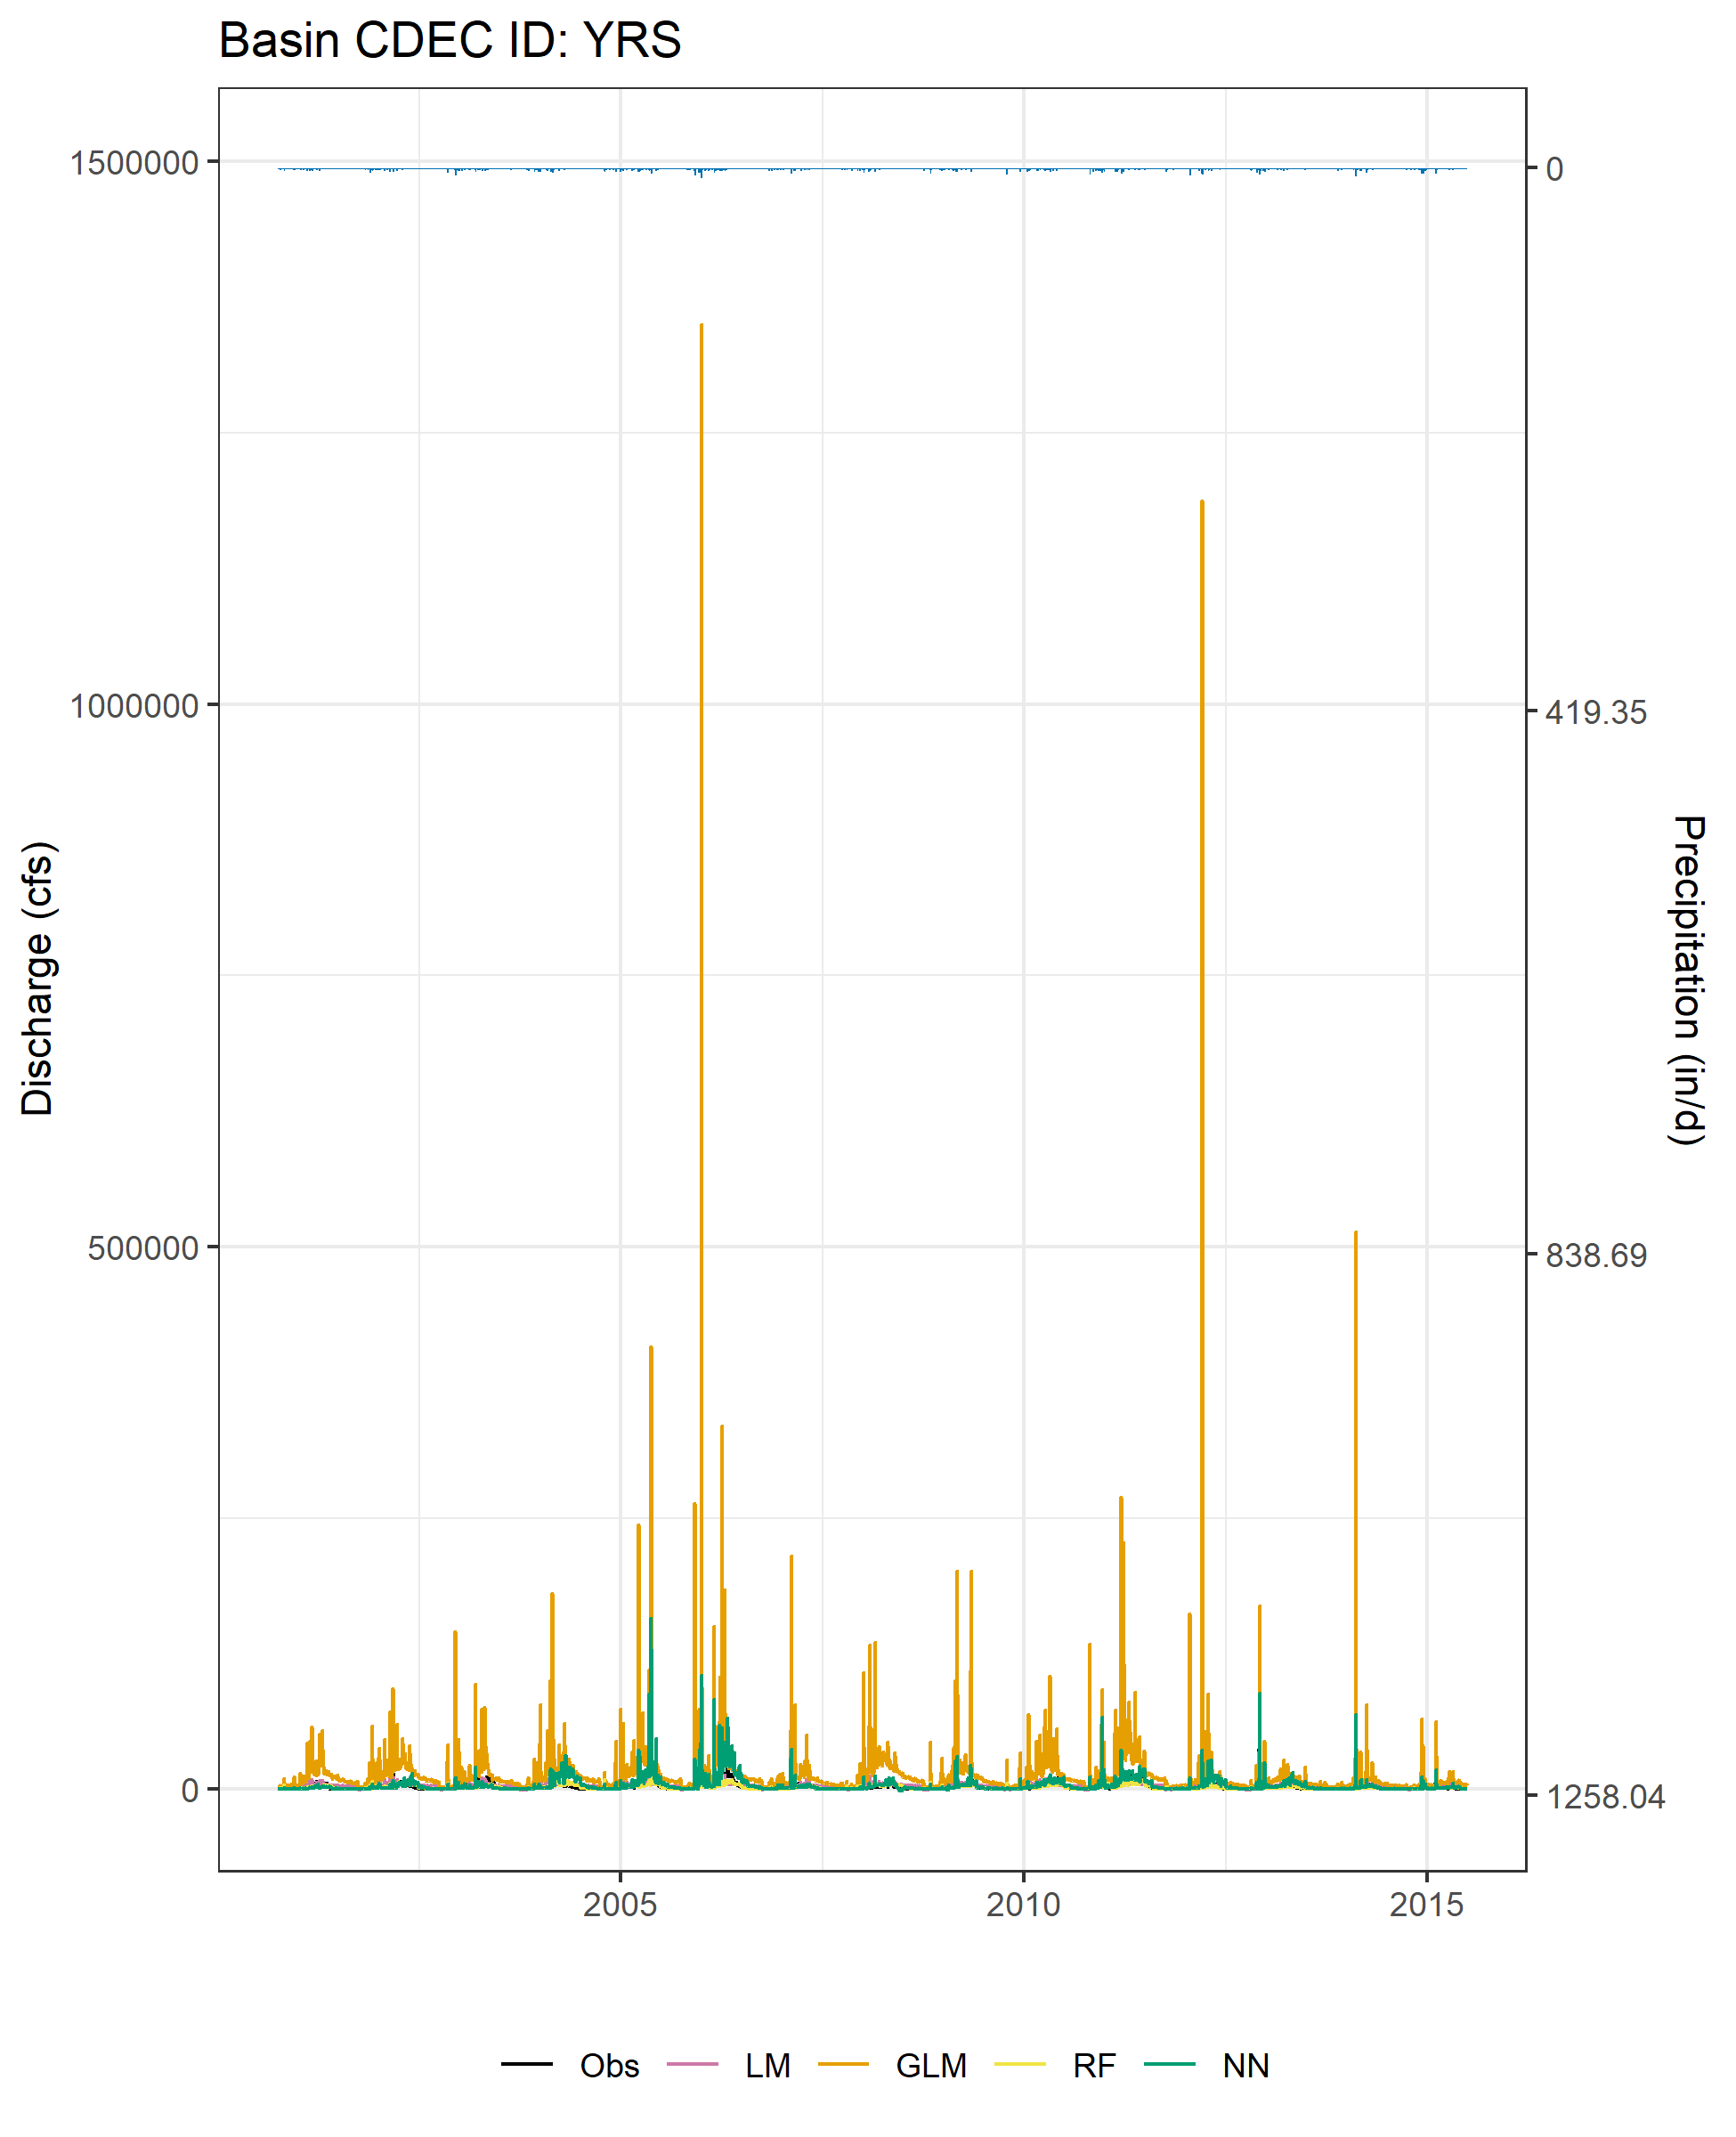 Basin CDEC ID: YRS
1500000
1000000
500000
0
Discharge (cfs)
0
419.35
838.69
1258.04
Precipitation (in/d)
2005
2010
2015
Obs LM GLM RF NN